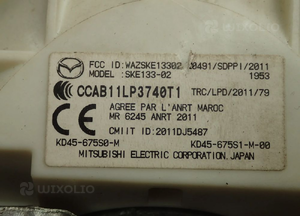 FCC ID:WAZSKE13302 0491/SDPPI/2011
MODEL :SKE133-02 1953
CCAB11LP3740T1 TRC/LPD/2011/79
AGREE PAR L'ANRT MAROC
MR 6245 ANRT 2011
CMIIT ID:2011DJ5487
KD45-675S0-M KD45-675S1-M-00
MITSUBISHI ELECTRIC CORPORATION,JAPAN
WIXOLIO